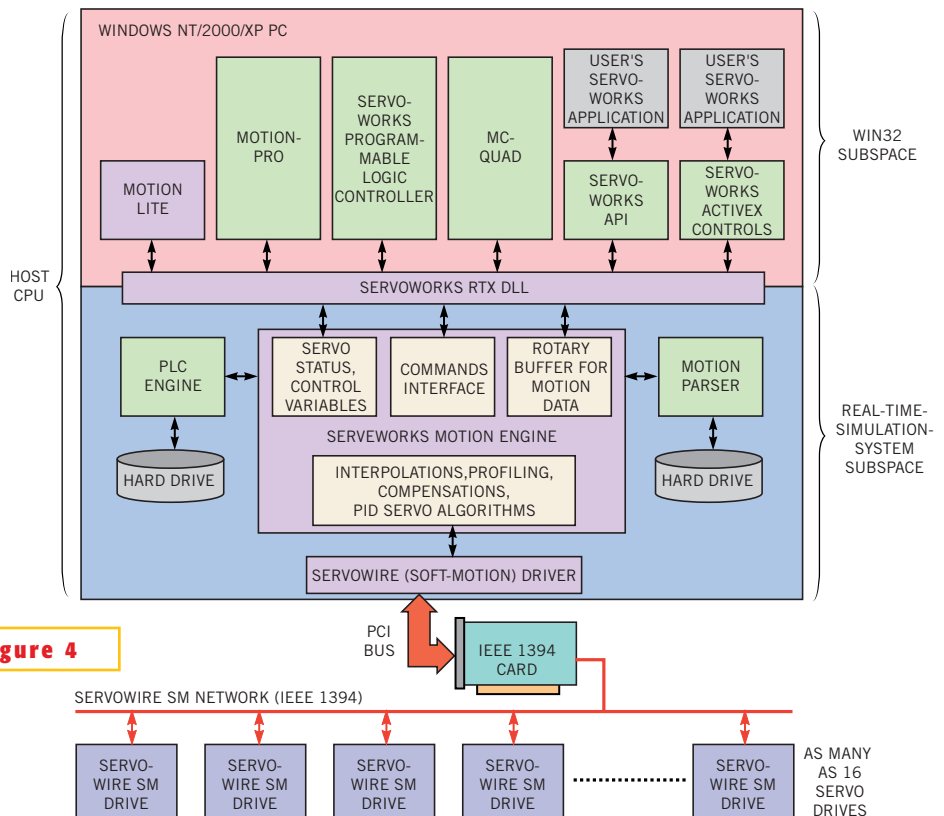 WINDOWS NT/2000/XP PC
MOTION
LITE
MOTION-
PRO
SERVO-
WORKS
PROGRAM-
MABLE
LOGIC
CONTROLLER
MC-
QUAD
USER'S
SERVO-
WORKS
APPLICATION
USER'S
SERVO-
WORKS
APPLICATION
SERVO-
WORKS
API
SERVO-
WORKS
ACTIVEX
CONTROLS
WIN32
SUBSPACE
HOST
CPU
SERVOWORKS RTX DLL
PLC
ENGINE
HARD DRIVE
SERVO
STATUS,
CONTROL
VARIABLES
COMMANDS
INTERFACE
ROTARY
BUFFER FOR
MOTION
DATA
SERVEWORKS MOTION ENGINE
INTERPOLATIONS,PROFILING,
COMPENSATIONS,
PID SERVO ALGORITHMS
MOTION
PARSER
HARD DRIVE
REAL-TIME-
SIMULATION-
SYSTEM
SUBSPACE
SERVOWIRE (SOFT-MOTION) DRIVER
PCI
BUS
IEEE 1394
CARD
gure 4
SERVOWIRE SM NETWORK (IEEE 1394)
SERVO-
WIRE SM
DRIVE
SERVO-
WIRE SM
DRIVE
SERVO-
WIRE SM
DRIVE
SERVO-
WIRE SM
DRIVE
SERVO-
WIRE SM
DRIVE
AS MANY
AS 16
SERVO
DRIVES